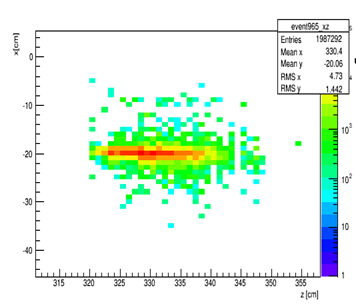 event965_xz
Entries 1987292
Mean x 330.4
Mean y -20.06
RMS x 4.73
RMS y 1.442
x[cm]
0
-10
-20
-30
-40
315 320 325 330 335 340 345 350 355
z [cm]
10³
10²
10
1